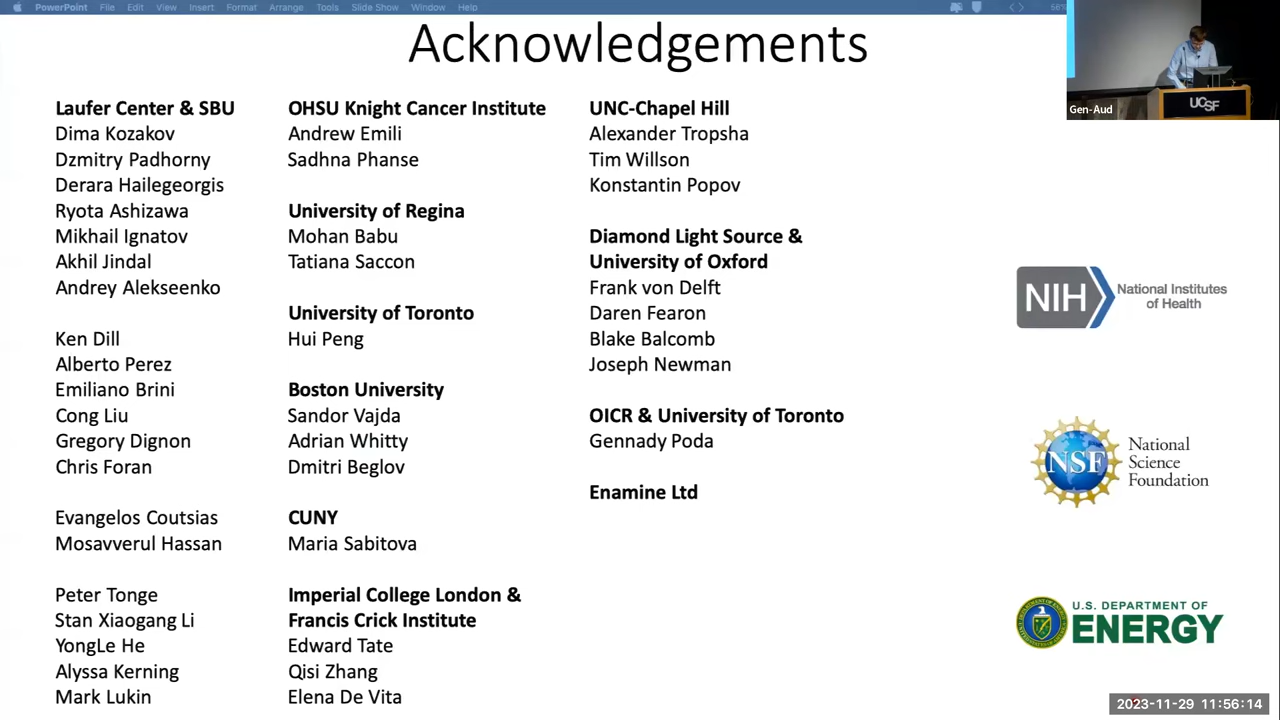 PowerPoint File Edit View Insert Format Arrange Tools Slide Show Window Help
Acknowledgements
Gen-Aud
UCSF
Laufer Center & SBU
Dima Kozakov
Dzmitry Padhorny
Derara Hailegeorgis
Ryota Ashizawa
Mikhail Ignatov
Akhil Jindal
Andrey Alekseenko
Ken Dill
Alberto Perez
Emiliano Brini
Cong Liu
Gregory Dignon
Chris Foran
Evangelos Coutsias
Mosavverul Hassan
Peter Tonge
Stan Xiaogang Li
YongLe He
Alyssa Kerning
Mark Lukin
OHSU Knight Cancer Institute
Andrew Emili
Sadhna Phanse
University of Regina
Mohan Babu
Tatiana Saccon
University of Toronto
Hui Peng
Boston University
Sandor Vajda
Adrian Whitty
Dmitri Beglov
CUNY
Maria Sabitova
Imperial College London &
Francis Crick Institute
Edward Tate
Qisi Zhang
Elena De Vita
UNC-Chapel Hill
Alexander Tropsha
Tim Willson
Konstantin Popov
Diamond Light Source &
University of Oxford
Frank von Delft
Daren Fearon
Blake Balcomb
Joseph Newman
OICR & University of Toronto
Gennady Poda
Enamine Ltd
NIH
National Institutes
of Health
NSF
National
Science
Foundation
U.S. DEPARTMENT OF
ENERGY
2023-11-29 11:56:14